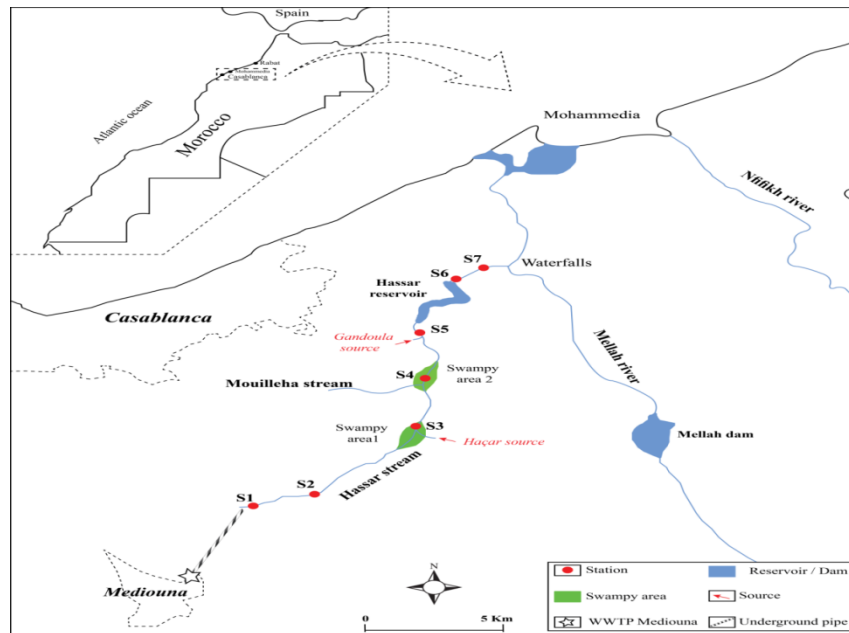 Spain
Rabat
Mohammedia
Casablanca
Atlantic ocean
Morocco
Mohammedia
Nfifikh river
S7
Waterfalls
S6
Hassar
reservoir
Casablanca
S5
Gandoula
source
Mellah river
S4
Swampy
area 2
Mouilleha stream
Swampy
area1
S3
Haçar source
Mellah dam
Hassar stream
S1
S2
Mediouna
N
0
5 Km
Station
Reservoir / Dam
Swampy area
Source
WWTP Mediouna
Underground pipe